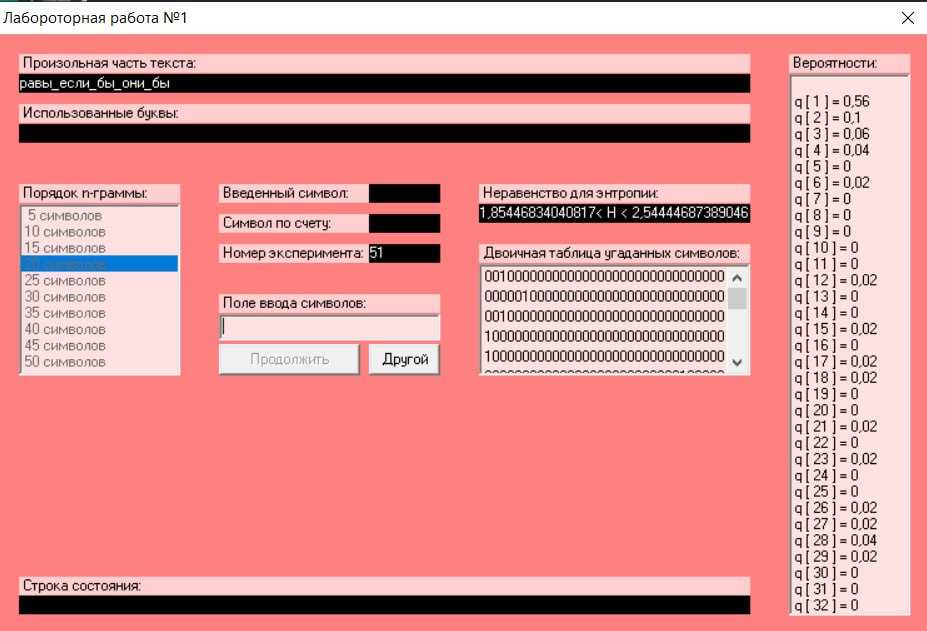 Лабороторная работа №1
Произольная часть текста:
равы_если_бы_они_бы
Использованные буквы:
Порядок n-граммы:
5 символов
10 символов
15 символов
20 символов
25 символов
30 символов
35 символов
40 символов
45 символов
50 символов
Введенный символ:
Символ по счету:
Номер эксперимента: 51
Поле ввода символов:
Продолжить
Другой
Неравенство для энтропии:
1,85446834040817< H < 2,54444687389046
Двоичная таблица угаданных символов:
00100000000000000000000000000000
00000100000000000000000000000000
00100000000000000000000000000000
10000000000000000000000000000000
10000000000000000000000000000000
Вероятности:
q [ 1 ] = 0,56
q [ 2 ] = 0,1
q [ 3 ] = 0,06
q [ 4 ] = 0,04
q [ 5 ] = 0
q [ 6 ] = 0,02
q [ 7 ] = 0
q [ 8 ] = 0
q [ 9 ] = 0
q [ 10 ] = 0
q [ 11 ] = 0
q [ 12 ] = 0,02
q [ 13 ] = 0
q [ 14 ] = 0
q [ 15 ] = 0,02
q [ 16 ] = 0
q [ 17 ] = 0,02
q [ 18 ] = 0,02
q [ 19 ] = 0
q [ 20 ] = 0
q [ 21 ] = 0,02
q [ 22 ] = 0
q [ 23 ] = 0,02
q [ 24 ] = 0
q [ 25 ] = 0
q [ 26 ] = 0,02
q [ 27 ] = 0,02
q [ 28 ] = 0,04
q [ 29 ] = 0,02
q [ 30 ] = 0
q [ 31 ] = 0
q [ 32 ] = 0
Строка состояния: